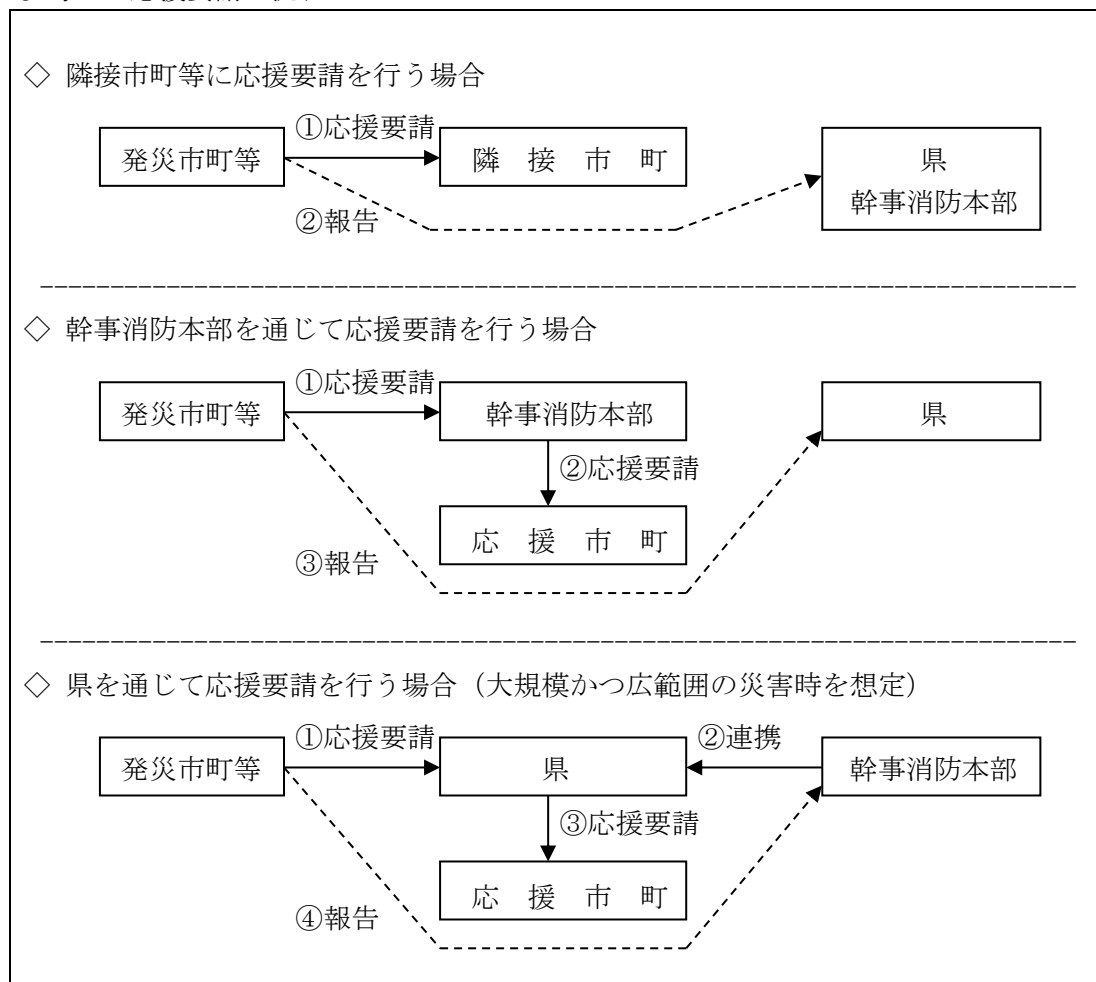 ◇ 隣接市町等に応援要請を行う場合
①応援要請
発災市町等
隣 接 市 町
県
幹事消防本部
②報告
◇ 幹事消防本部を通じて応援要請を行う場合
①応援要請
発災市町等
幹事消防本部
県
②応援要請
応 援 市 町
③報告
◇ 県を通じて応援要請を行う場合（大規模かつ広範囲の災害時を想定）
①応援要請
②連携
発災市町等
県
幹事消防本部
③応援要請
応 援 市 町
④報告